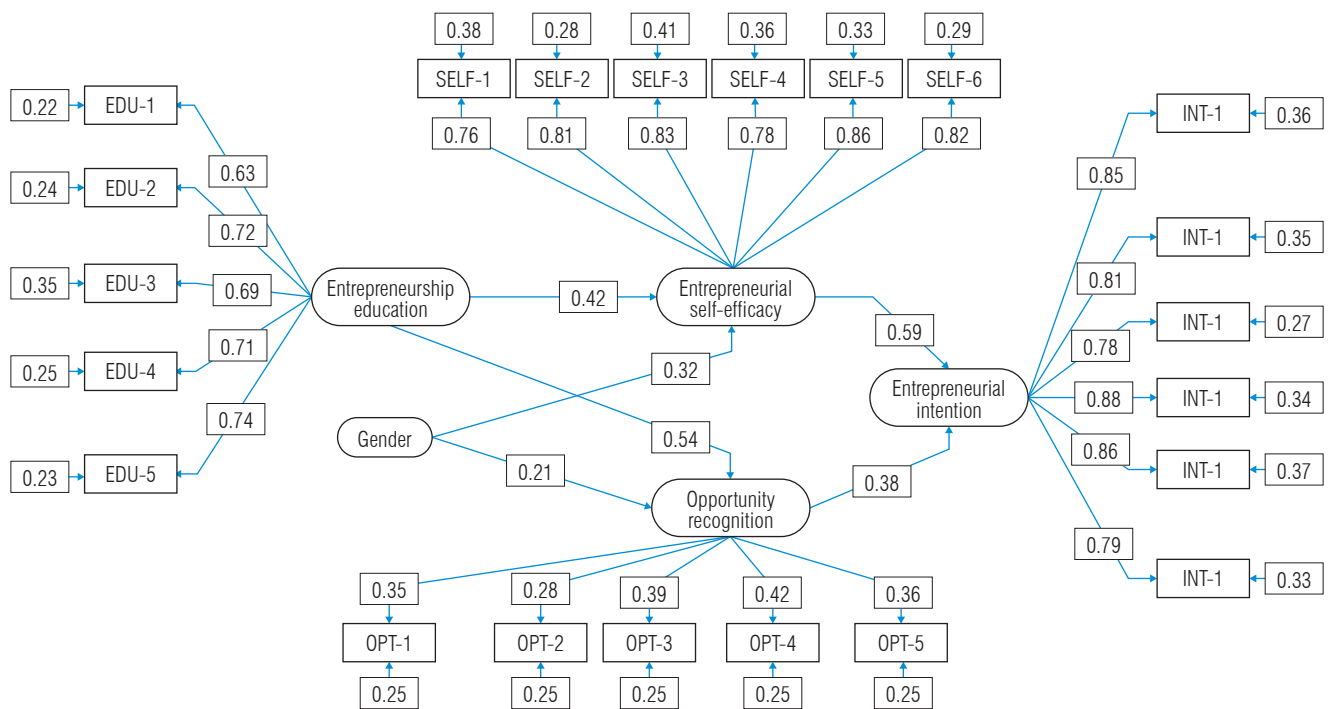 0.38 0.28 0.41 0.36 0.33 0.29
SELF-1 SELF-2 SELF-3 SELF-4 SELF-5 SELF-6
0.76 0.81 0.83 0.78 0.86 0.82
0.22 EDU-1
0.63
0.24 EDU-2
0.72
0.35 EDU-3
0.69
0.25 EDU-4
0.71
0.23 EDU-5
0.74
Entrepreneurship
education
0.42
Entrepreneurial
self-efficacy
0.59
0.32
Gender
0.54
0.21
Opportunity
recognition
0.38
Entrepreneurial
intention
0.85
INT-1 0.36
0.81
INT-1 0.35
0.78
INT-1 0.27
0.88
INT-1 0.34
0.86
INT-1 0.37
0.79
INT-1 0.33
0.35 0.28 0.39 0.42 0.36
OPT-1 OPT-2 OPT-3 OPT-4 OPT-5
0.25 0.25 0.25 0.25 0.25